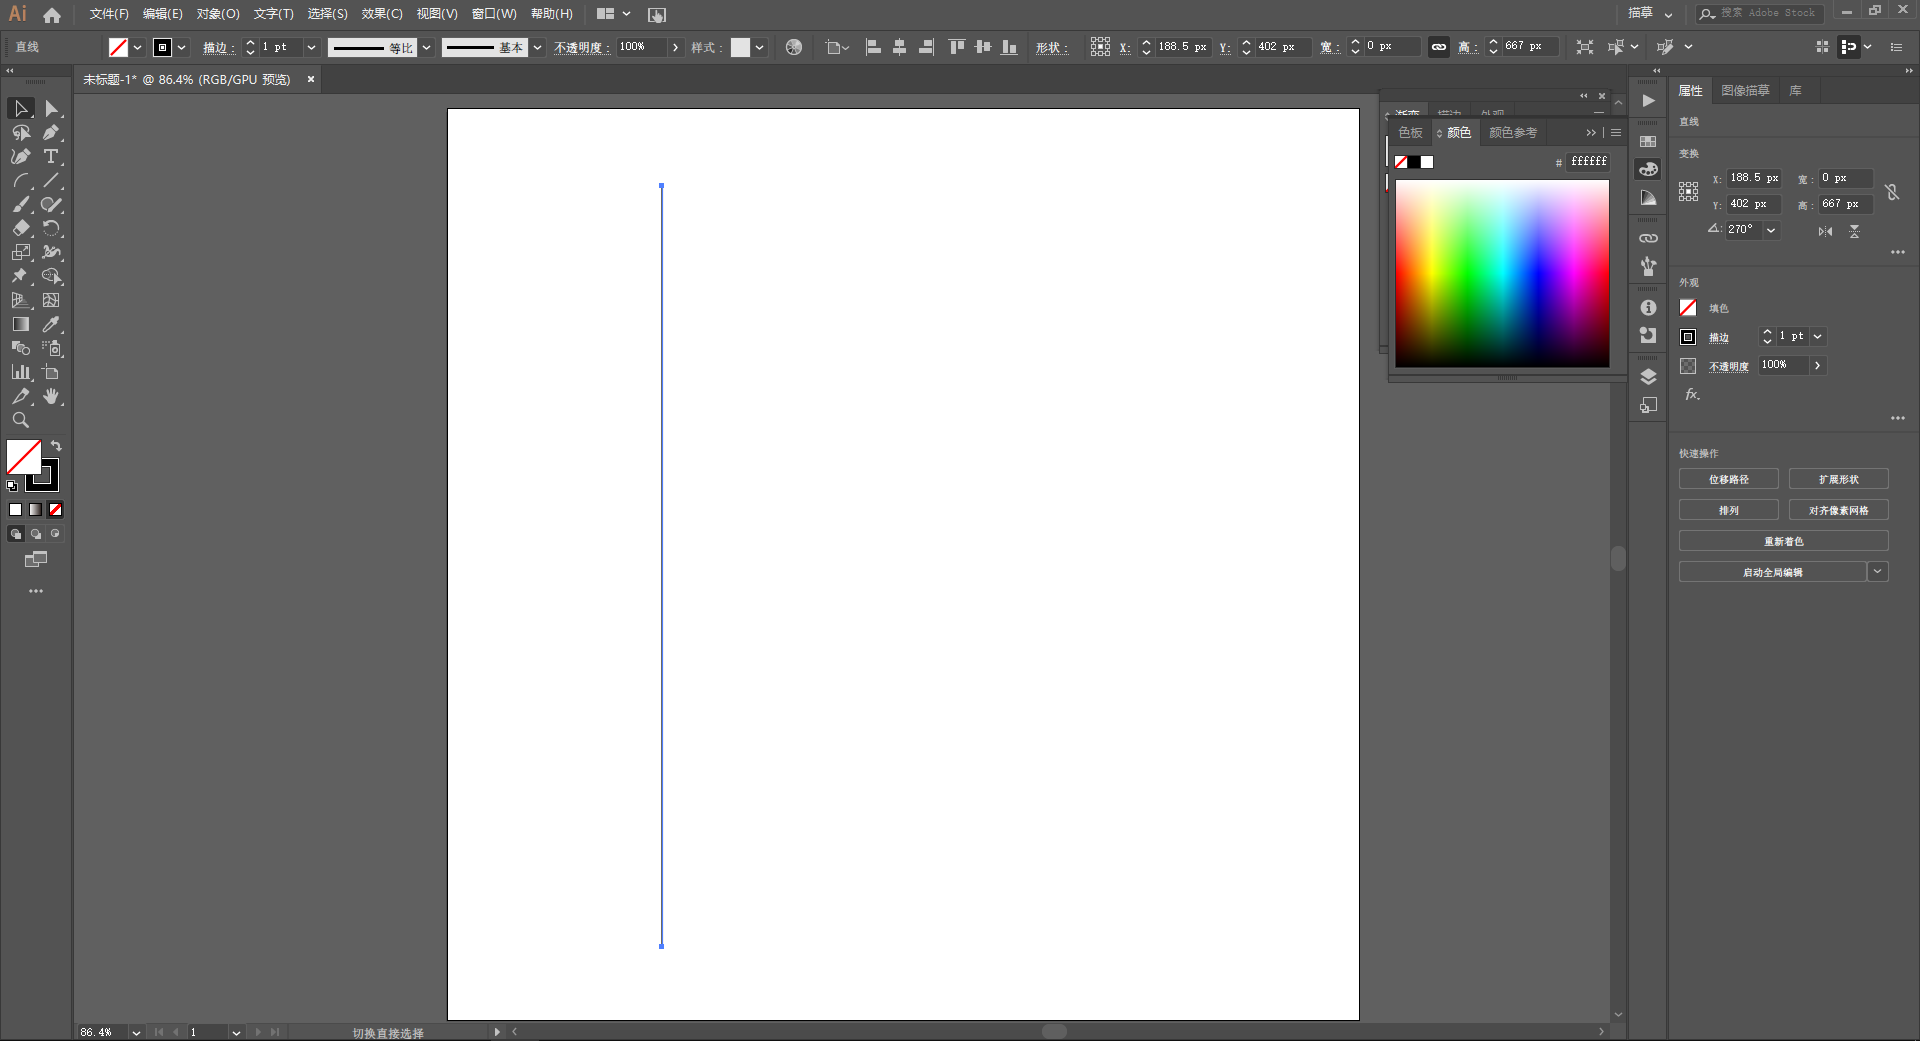 Ai 文件(F) 编辑(E) 对象(O) 文字(T) 选择(S) 效果(C) 视图(V) 窗口(W) 帮助(H) 描摹 搜索 Adobe Stock
直线 描边: 1 pt 等比 基本 不透明度: 100% 样式: 形状: X: 188.5 px Y: 402 px 宽: 0 px 高: 667 px
未标题-1* @ 86.4% (RGB/GPU 预览) ×
渐变 描边 外观
色板 颜色 颜色参考
# ffffff
属性 图像描摹 库
直线
变换
X: 188.5 px 宽: 0 px
Y: 402 px 高: 667 px
270°
外观
填色
描边 1 pt
不透明度 100%
fx.
快速操作
位移路径 扩展形状
排列 对齐像素网格
重新着色
启动全局编辑
86.4% 1 切换直接选择